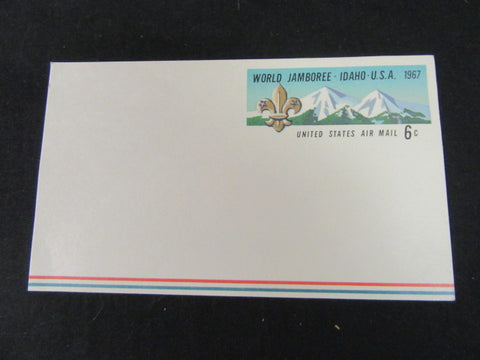 WORLD JAMBOREE · IDAHO · U.S.A. 1967
UNITED STATES AIR MAIL 6c